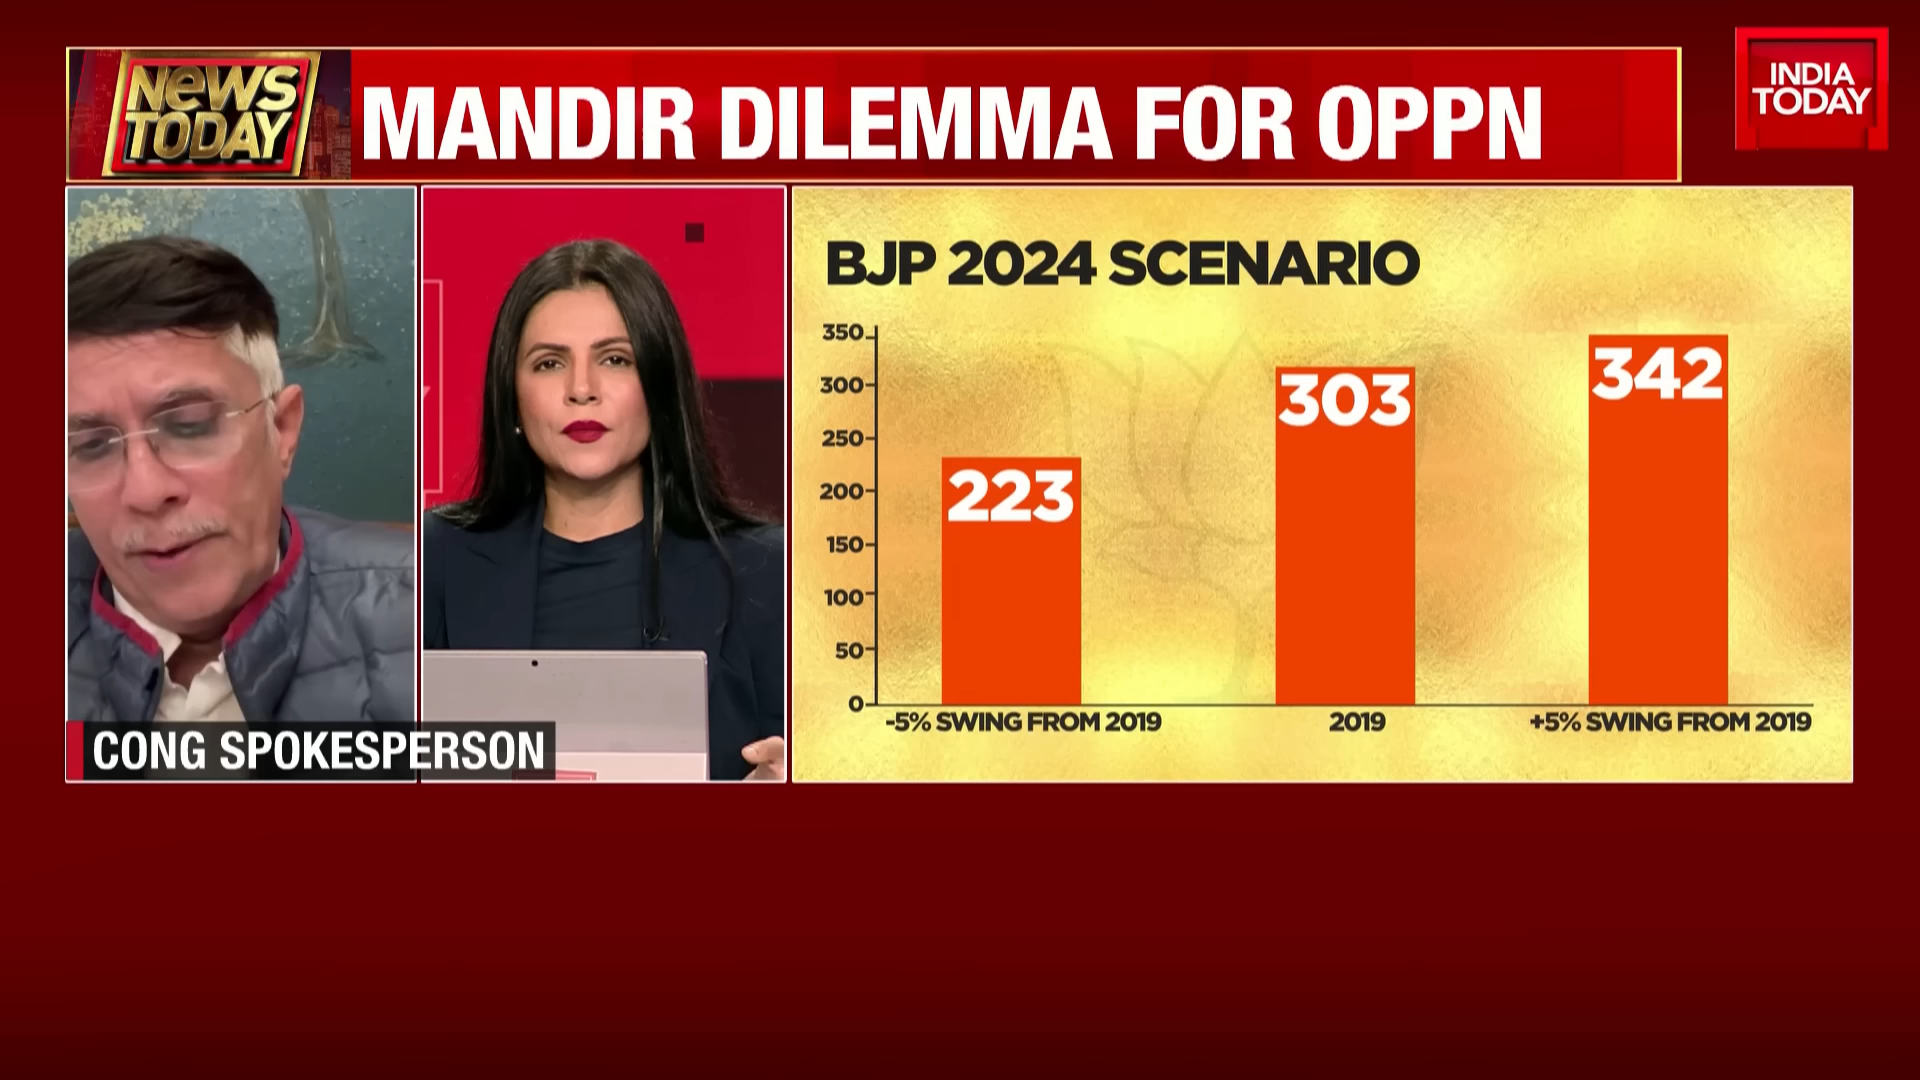 NEWS
TODAY
MANDIR DILEMMA FOR OPPN
INDIA
TODAY
CONG SPOKESPERSON
BJP 2024 SCENARIO
350
300
250
200
150
100
50
0
223
303
342
-5% SWING FROM 2019
2019
+5% SWING FROM 2019